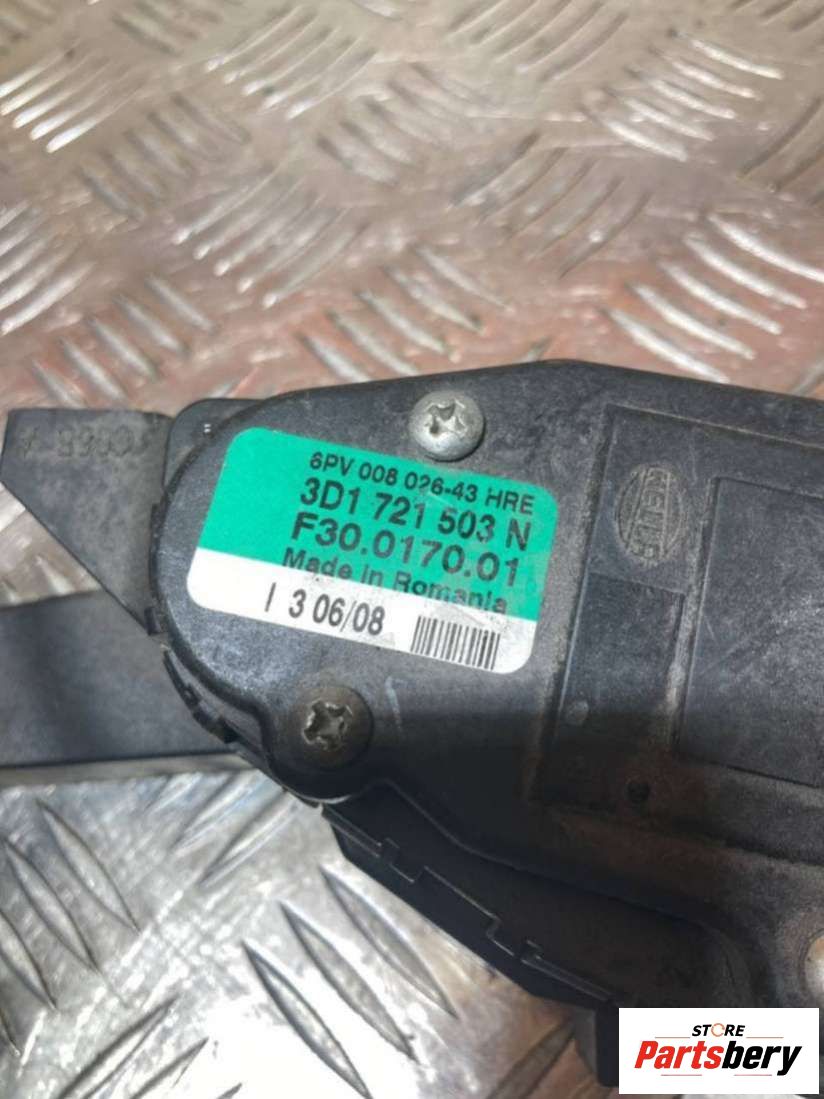 6PV 008 026-43 HRE
3D1 721 503 N
F30.0170.01
Made in Romania
I 3 06/08
HELLA
STORE
Partsbery